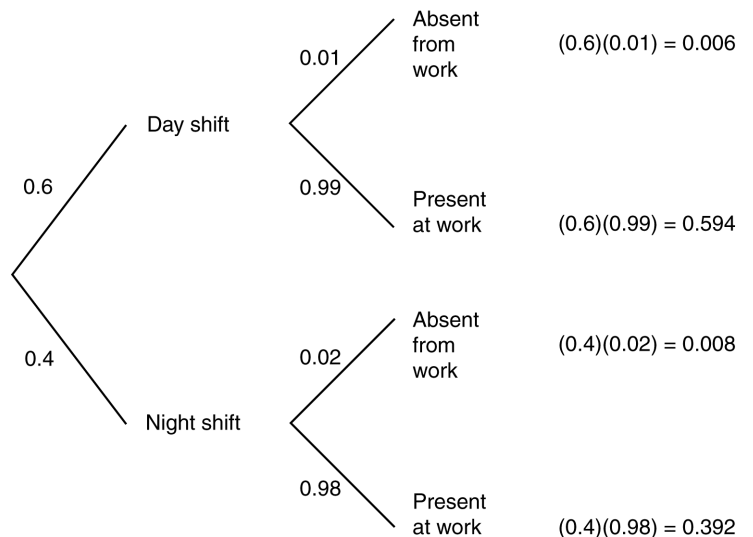 Absent
from
work
(0.6)(0.01) = 0.006
0.01
Day shift
0.6
0.99
Present
at work
(0.6)(0.99) = 0.594
0.4
Absent
from
work
(0.4)(0.02) = 0.008
0.02
Night shift
0.98
Present
at work
(0.4)(0.98) = 0.392